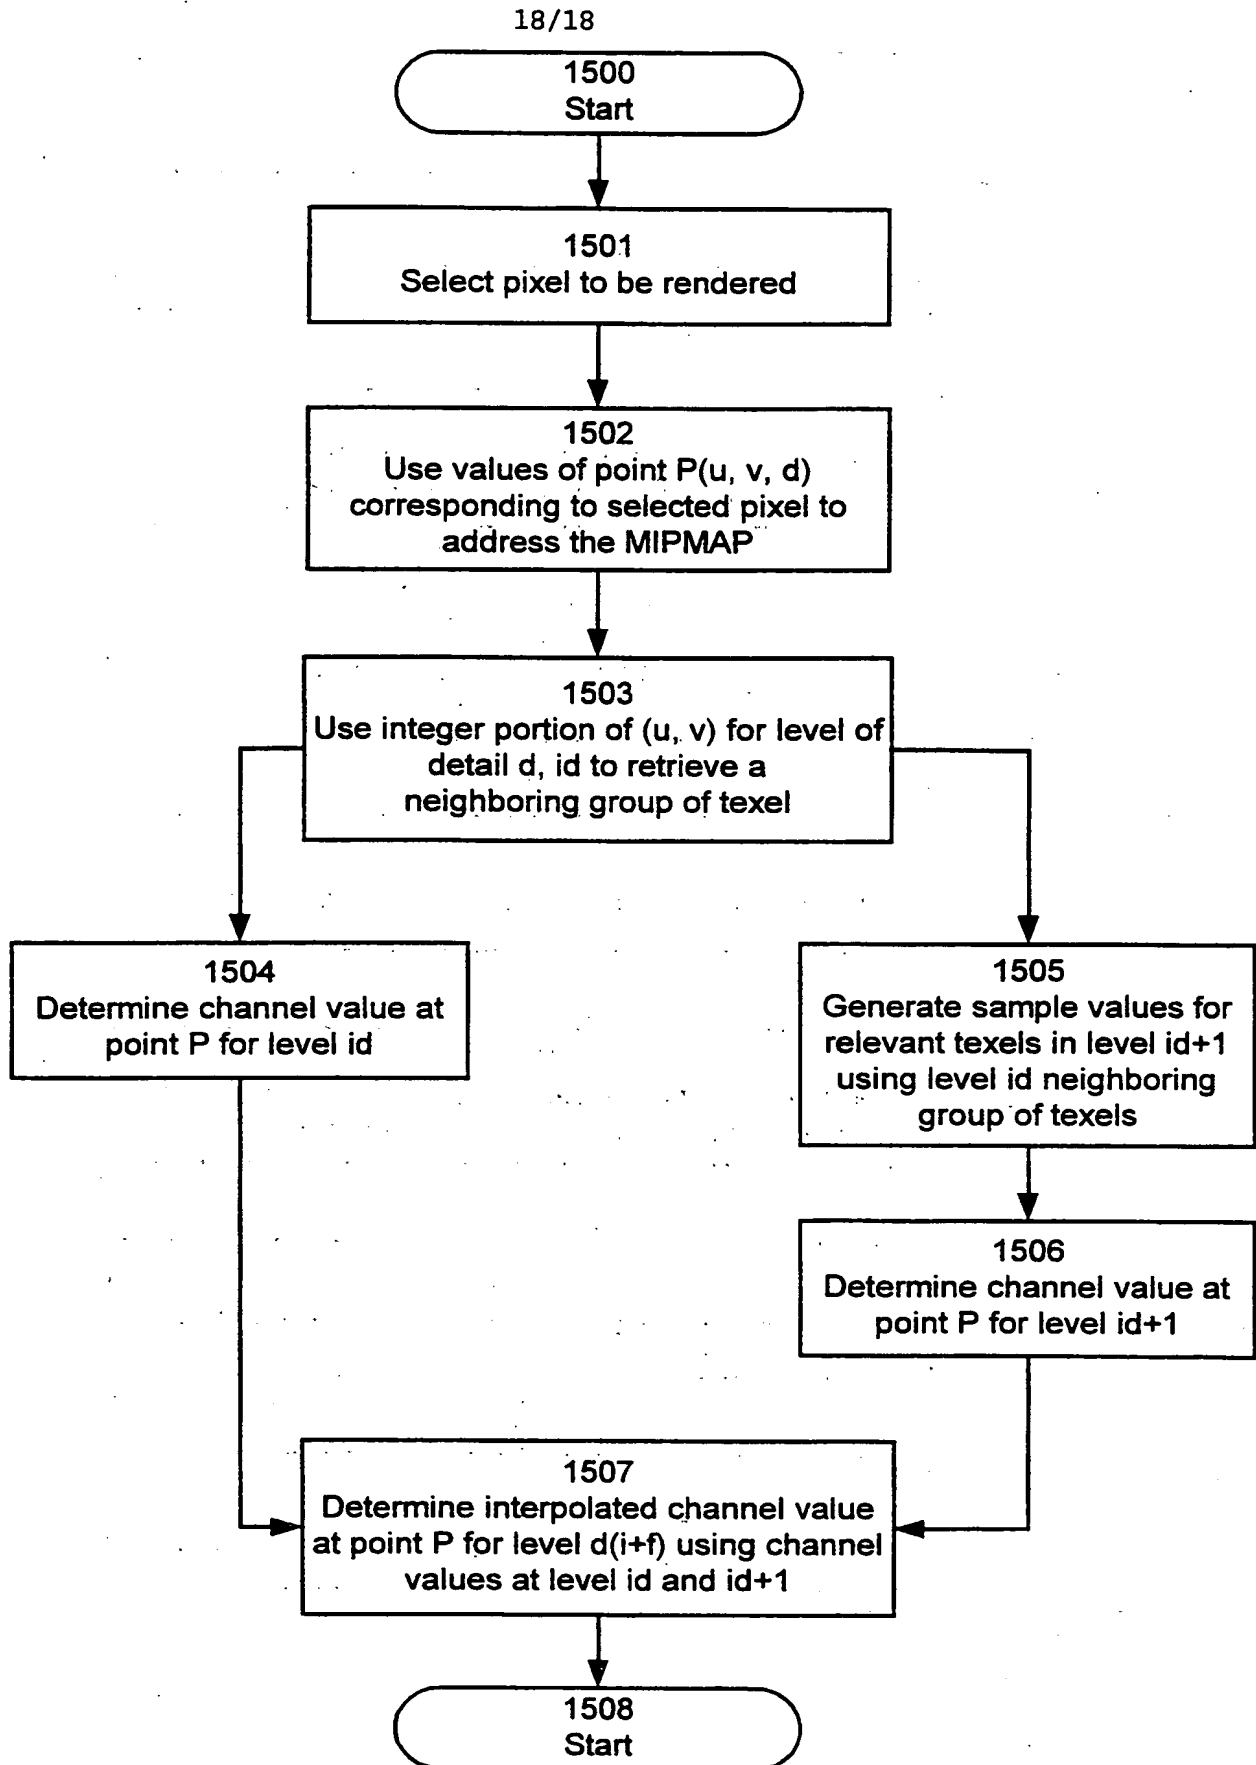 18/18
1500
Start
1501
Select pixel to be rendered
1502
Use values of point P(u, v, d)
corresponding to selected pixel to
address the MIPMAP
1503
Use integer portion of (u, v) for level of
detail d, id to retrieve a
neighboring group of texel
1504
Determine channel value at
point P for level id
1505
Generate sample values for
relevant texels in level id+1
using level id neighboring
group of texels
1506
Determine channel value at
point P for level id+1
1507
Determine interpolated channel value
at point P for level d(i+f) using channel
values at level id and id+1
1508
Start